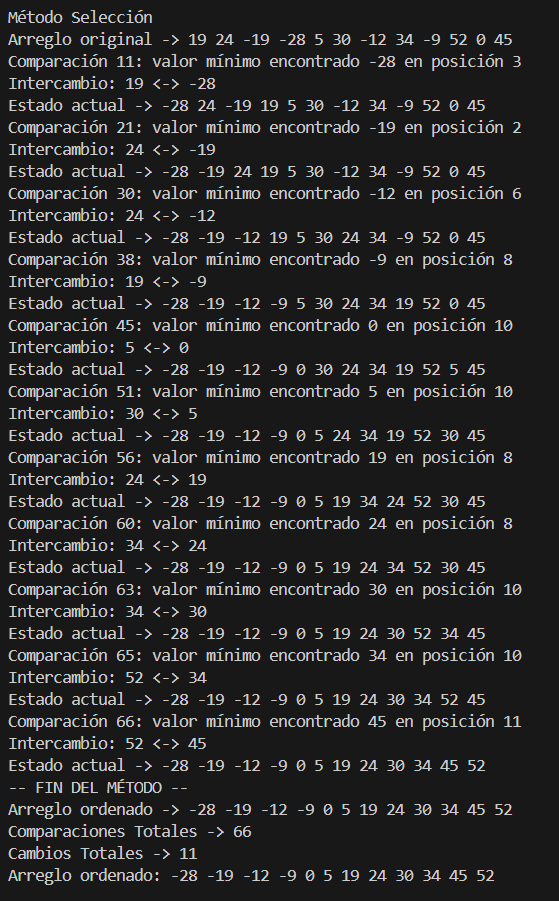 Método Selección
Arreglo original -> 19 24 -19 -28 5 30 -12 34 -9 52 0 45
Comparación 11: valor mínimo encontrado -28 en posición 3
Intercambio: 19 <-> -28
Estado actual -> -28 24 -19 19 5 30 -12 34 -9 52 0 45
Comparación 21: valor mínimo encontrado -19 en posición 2
Intercambio: 24 <-> -19
Estado actual -> -28 -19 24 19 5 30 -12 34 -9 52 0 45
Comparación 30: valor mínimo encontrado -12 en posición 6
Intercambio: 24 <-> -12
Estado actual -> -28 -19 -12 19 5 30 24 34 -9 52 0 45
Comparación 38: valor mínimo encontrado -9 en posición 8
Intercambio: 19 <-> -9
Estado actual -> -28 -19 -12 -9 5 30 24 34 19 52 0 45
Comparación 45: valor mínimo encontrado 0 en posición 10
Intercambio: 5 <-> 0
Estado actual -> -28 -19 -12 -9 0 30 24 34 19 52 5 45
Comparación 51: valor mínimo encontrado 5 en posición 10
Intercambio: 30 <-> 5
Estado actual -> -28 -19 -12 -9 0 5 24 34 19 52 30 45
Comparación 56: valor mínimo encontrado 19 en posición 8
Intercambio: 24 <-> 19
Estado actual -> -28 -19 -12 -9 0 5 19 34 24 52 30 45
Comparación 60: valor mínimo encontrado 24 en posición 8
Intercambio: 34 <-> 24
Estado actual -> -28 -19 -12 -9 0 5 19 24 34 52 30 45
Comparación 63: valor mínimo encontrado 30 en posición 10
Intercambio: 34 <-> 30
Estado actual -> -28 -19 -12 -9 0 5 19 24 30 52 34 45
Comparación 65: valor mínimo encontrado 34 en posición 10
Intercambio: 52 <-> 34
Estado actual -> -28 -19 -12 -9 0 5 19 24 30 34 52 45
Comparación 66: valor mínimo encontrado 45 en posición 11
Intercambio: 52 <-> 45
Estado actual -> -28 -19 -12 -9 0 5 19 24 30 34 45 52
-- FIN DEL MÉTODO --
Arreglo ordenado -> -28 -19 -12 -9 0 5 19 24 30 34 45 52
Comparaciones Totales -> 66
Cambios Totales -> 11
Arreglo ordenado: -28 -19 -12 -9 0 5 19 24 30 34 45 52